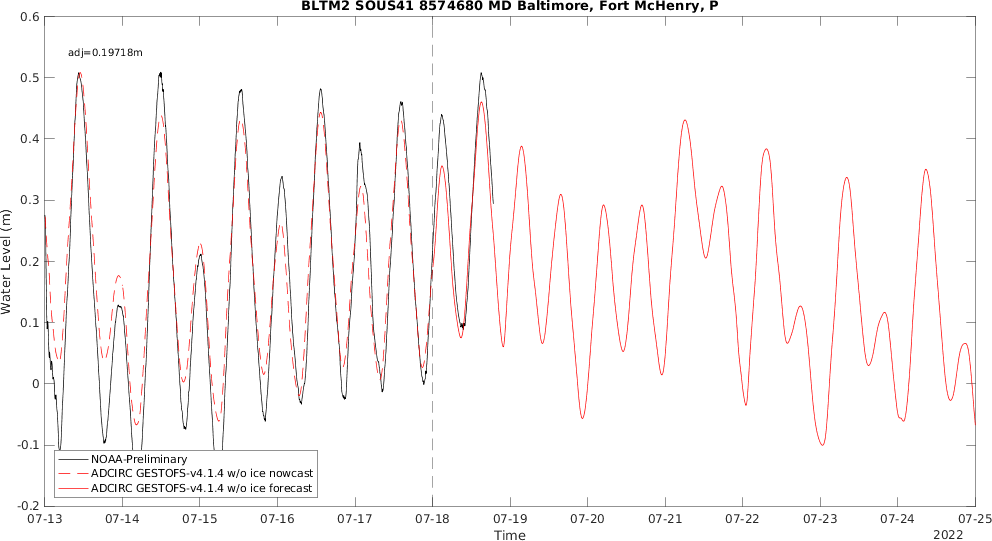 BLTM2 SOUS41 8574680 MD Baltimore, Fort McHenry, P
adj=0.19718m
0.6
0.5
0.4
0.3
0.2
0.1
0
-0.1
-0.2
Water Level (m)
NOAA-Preliminary
ADCIRC GESTOFS-v4.1.4 w/o ice nowcast
ADCIRC GESTOFS-v4.1.4 w/o ice forecast
07-13 07-14 07-15 07-16 07-17 07-18 07-19 07-20 07-21 07-22 07-23 07-24 07-25
Time
2022